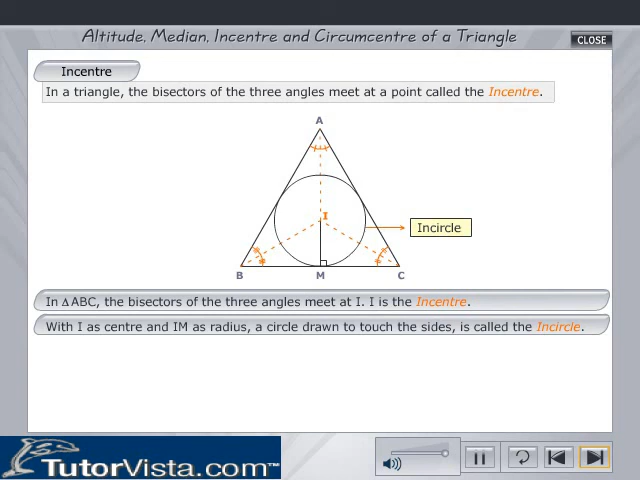 Altitude, Median, Incentre and Circumcentre of a Triangle
CLOSE
Incentre
In a triangle, the bisectors of the three angles meet at a point called the Incentre.
A
I
Incircle
B
M
C
In ΔABC, the bisectors of the three angles meet at I. I is the Incentre.
With I as centre and IM as radius, a circle drawn to touch the sides, is called the Incircle.
TutorVista.com™